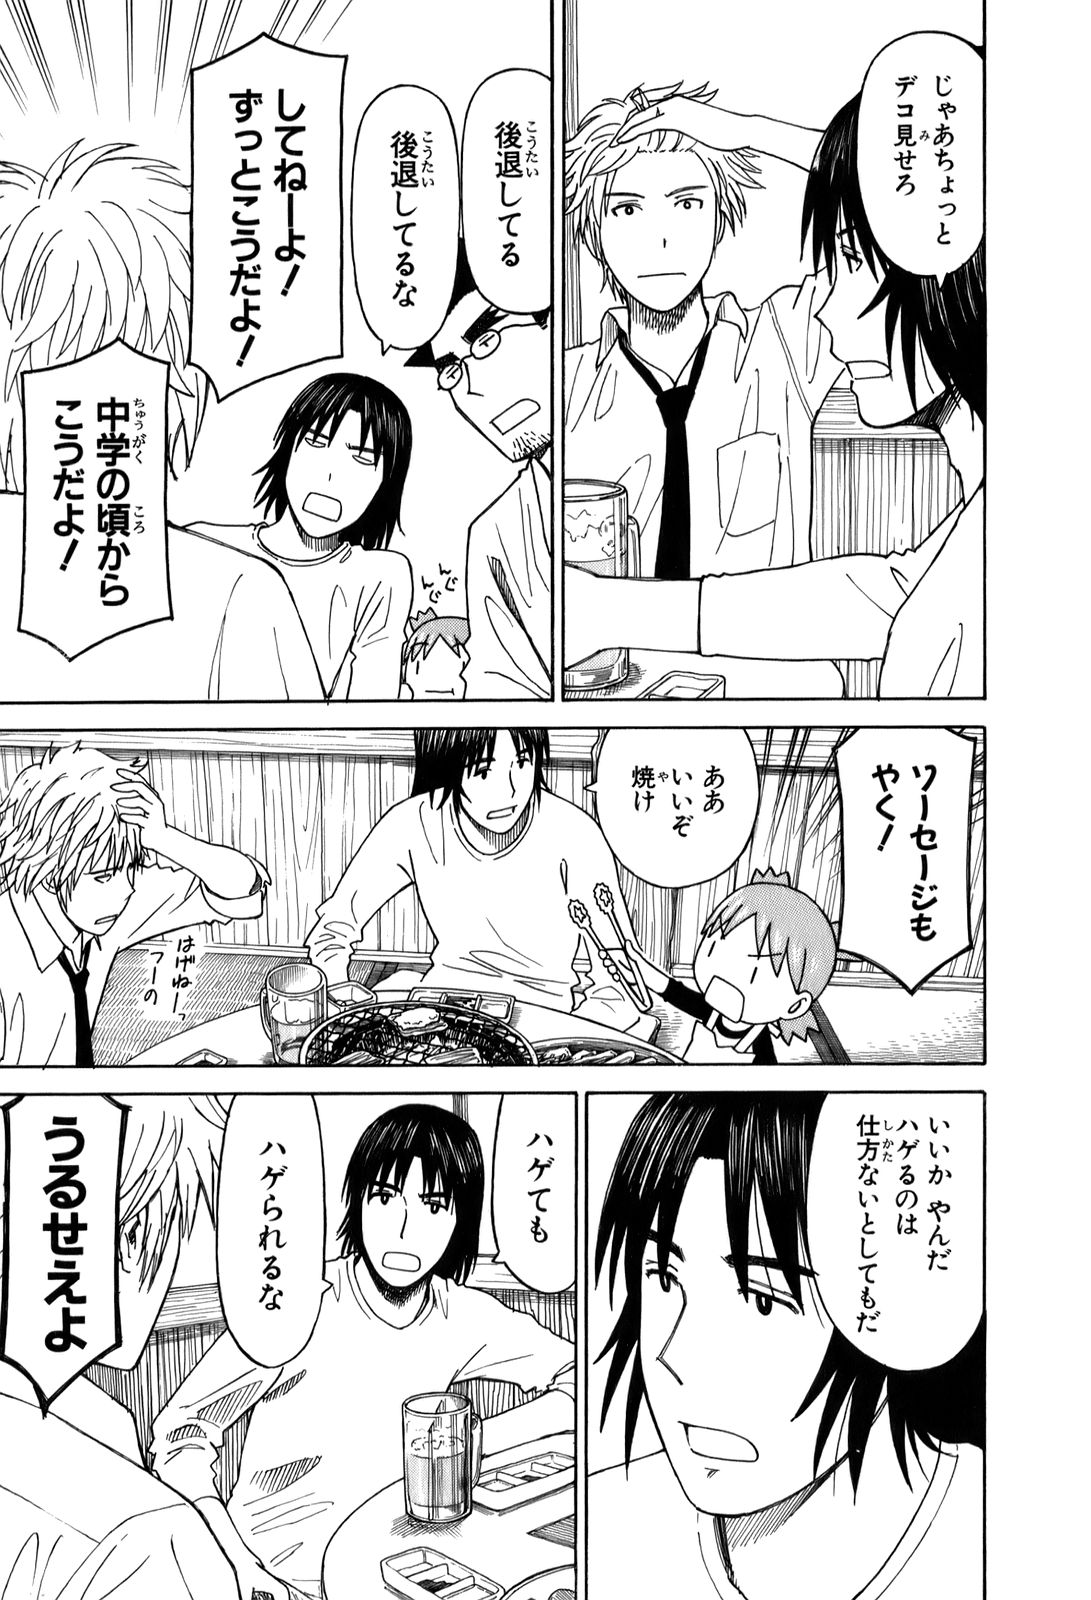 じゃあちょっと
デコ見せろ
後退してる
後退してるな
してねーよ!
ずっとこうだよ!
中学の頃から
こうだよ!
んじ
んじ
ソーセージも
やく!
ああ
いいぞ
焼け
はげねーっ
つーの
いいか やんだ
ハゲるのは
仕方ないとしてもだ
ハゲても
ハゲられるな
うるせえよ